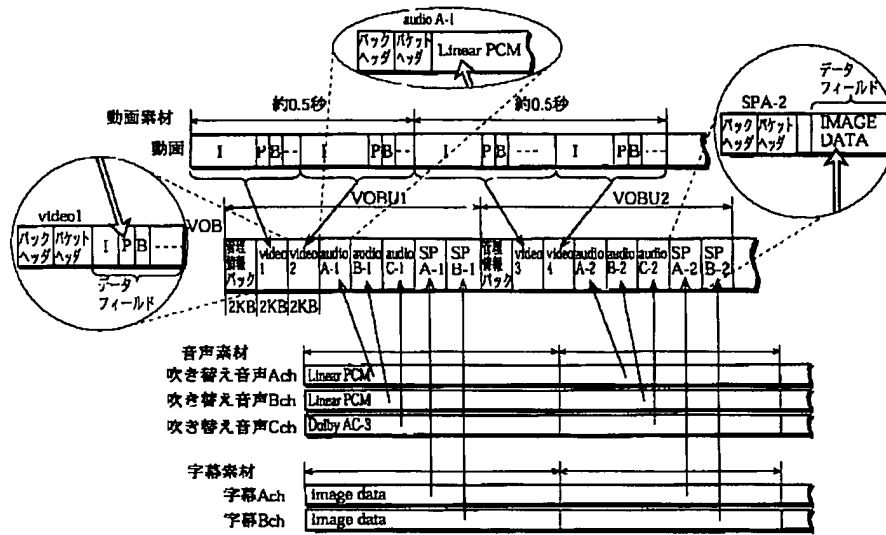 audio A-1
パック ヘッダ
パケット ヘッダ
Linear PCM
データ フィールド
SPA-2
パック ヘッダ
パケット ヘッダ
IMAGE DATA
動画素材
約0.5秒
約0.5秒
動画
I
P
B
I
P
B
I
P
B
I
P
B
video1
パック ヘッダ
パケット ヘッダ
I
P
B
データ フィールド
VOB
VOBU1
VOBU2
管理 情報 パック
video 1
video 2
audio A-1
audio B-1
audio C-1
SP A-1
SP B-1
管理 情報 パック
video 3
video 4
audio A-2
audio B-2
audio C-2
SP A-2
SP B-2
2KB
2KB
2KB
音声素材
吹き替え音声Ach
Linear PCM
吹き替え音声Bch
Linear PCM
吹き替え音声Cch
Dolby AC-3
字幕素材
字幕Ach
image data
字幕Bch
image data